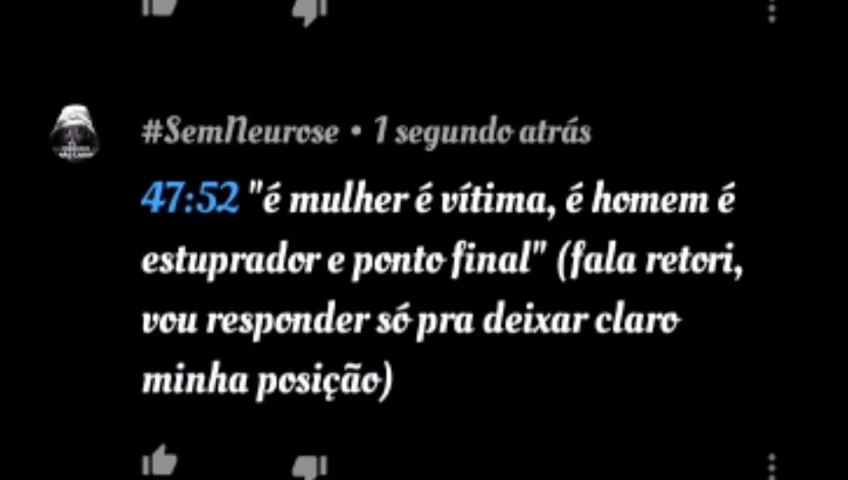 #SemNeurose • 1 segundo atrás
47:52 "é mulher é vítima, é homem é
estuprador e ponto final" (fala retori,
vou responder só pra deixar claro
minha posição)